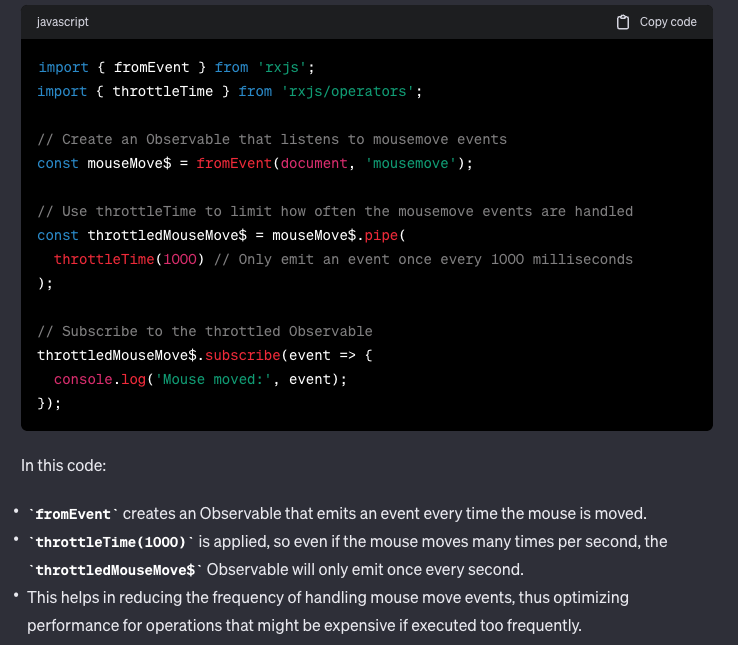 javascript
Copy code
import { fromEvent } from 'rxjs';
import { throttleTime } from 'rxjs/operators';
// Create an Observable that listens to mousemove events
const mouseMove$ = fromEvent(document, 'mousemove');
// Use throttleTime to limit how often the mousemove events are handled
const throttledMouseMove$ = mouseMove$.pipe(
  throttleTime(1000) // Only emit an event once every 1000 milliseconds
);
// Subscribe to the throttled Observable
throttledMouseMove$.subscribe(event => {
  console.log('Mouse moved:', event);
});
In this code:
• `fromEvent` creates an Observable that emits an event every time the mouse is moved.
• `throttleTime(1000)` is applied, so even if the mouse moves many times per second, the
`throttledMouseMove$` Observable will only emit once every second.
• This helps in reducing the frequency of handling mouse move events, thus optimizing
performance for operations that might be expensive if executed too frequently.